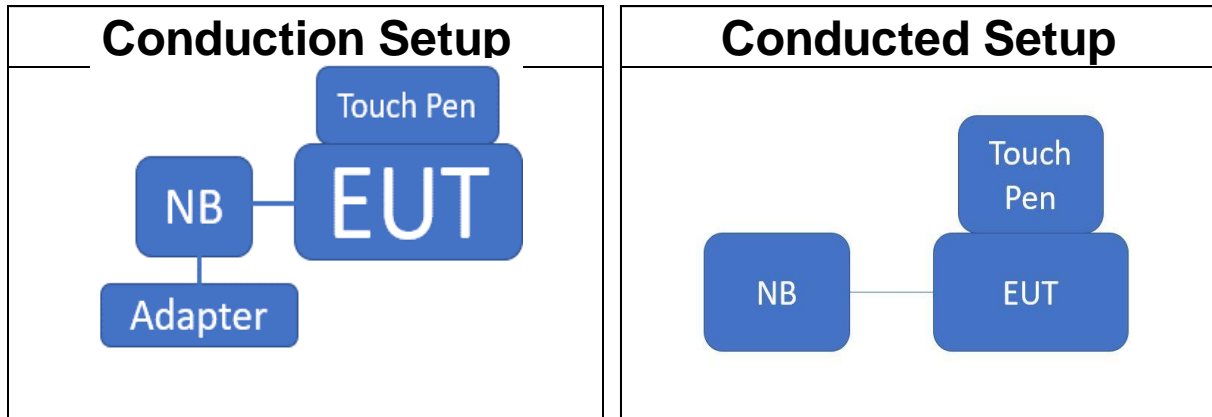 Conduction Setup
Touch Pen
NB
EUT
Adapter
Conducted Setup
Touch
Pen
NB
EUT